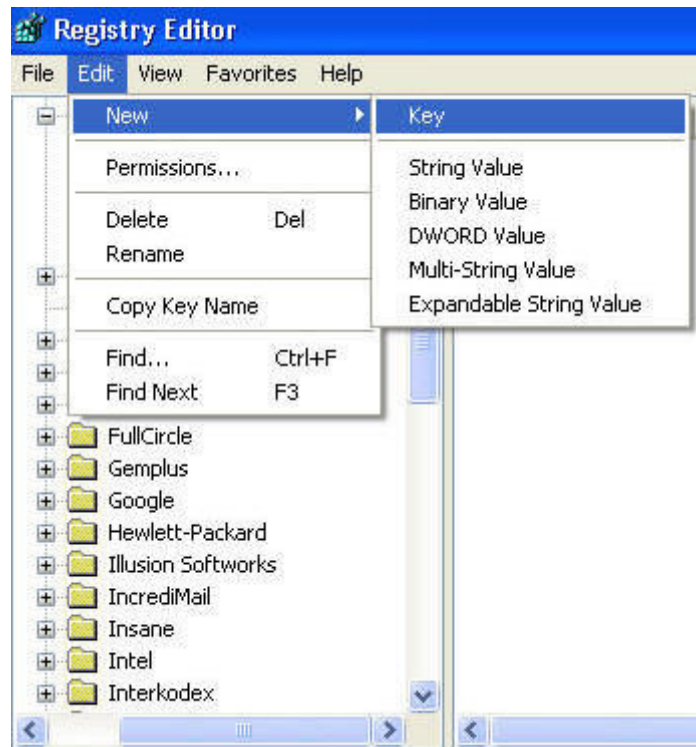 Registry Editor
File Edit View Favorites Help
New
Permissions...
Delete Del
Rename
Copy Key Name
Find... Ctrl+F
Find Next F3
Key
String Value
Binary Value
DWORD Value
Multi-String Value
Expandable String Value
FullCircle
Gemplus
Google
Hewlett-Packard
Illusion Softworks
IncrediMail
Insane
Intel
Interkodex